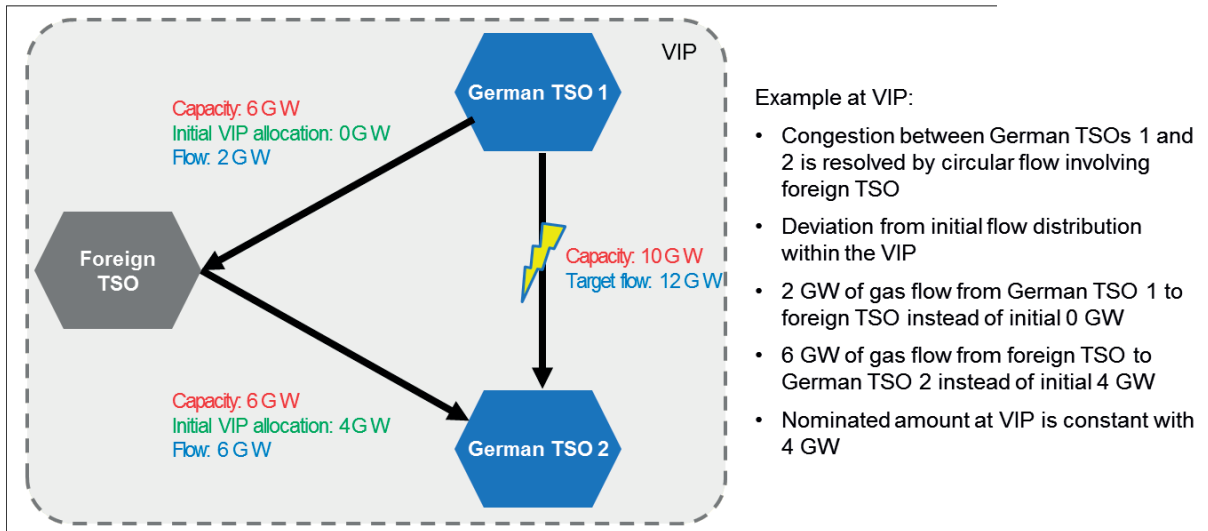 VIP
German TSO 1
Capacity: 6 GW
Initial VIP allocation: 0 GW
Flow: 2 GW
Foreign
TSO
Capacity: 10 GW
Target flow: 12 GW
Capacity: 6 GW
Initial VIP allocation: 4 GW
Flow: 6 GW
German TSO 2
Example at VIP:
• Congestion between German TSOs 1 and
2 is resolved by circular flow involving
foreign TSO
• Deviation from initial flow distribution
within the VIP
• 2 GW of gas flow from German TSO 1 to
foreign TSO instead of initial 0 GW
• 6 GW of gas flow from foreign TSO to
German TSO 2 instead of initial 4 GW
• Nominated amount at VIP is constant with
4 GW